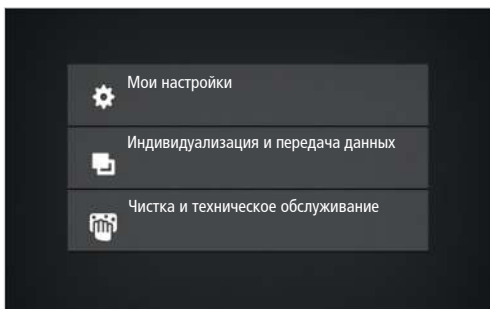 Мои настройки
Индивидуализация и передача данных
Чистка и техническое обслуживание